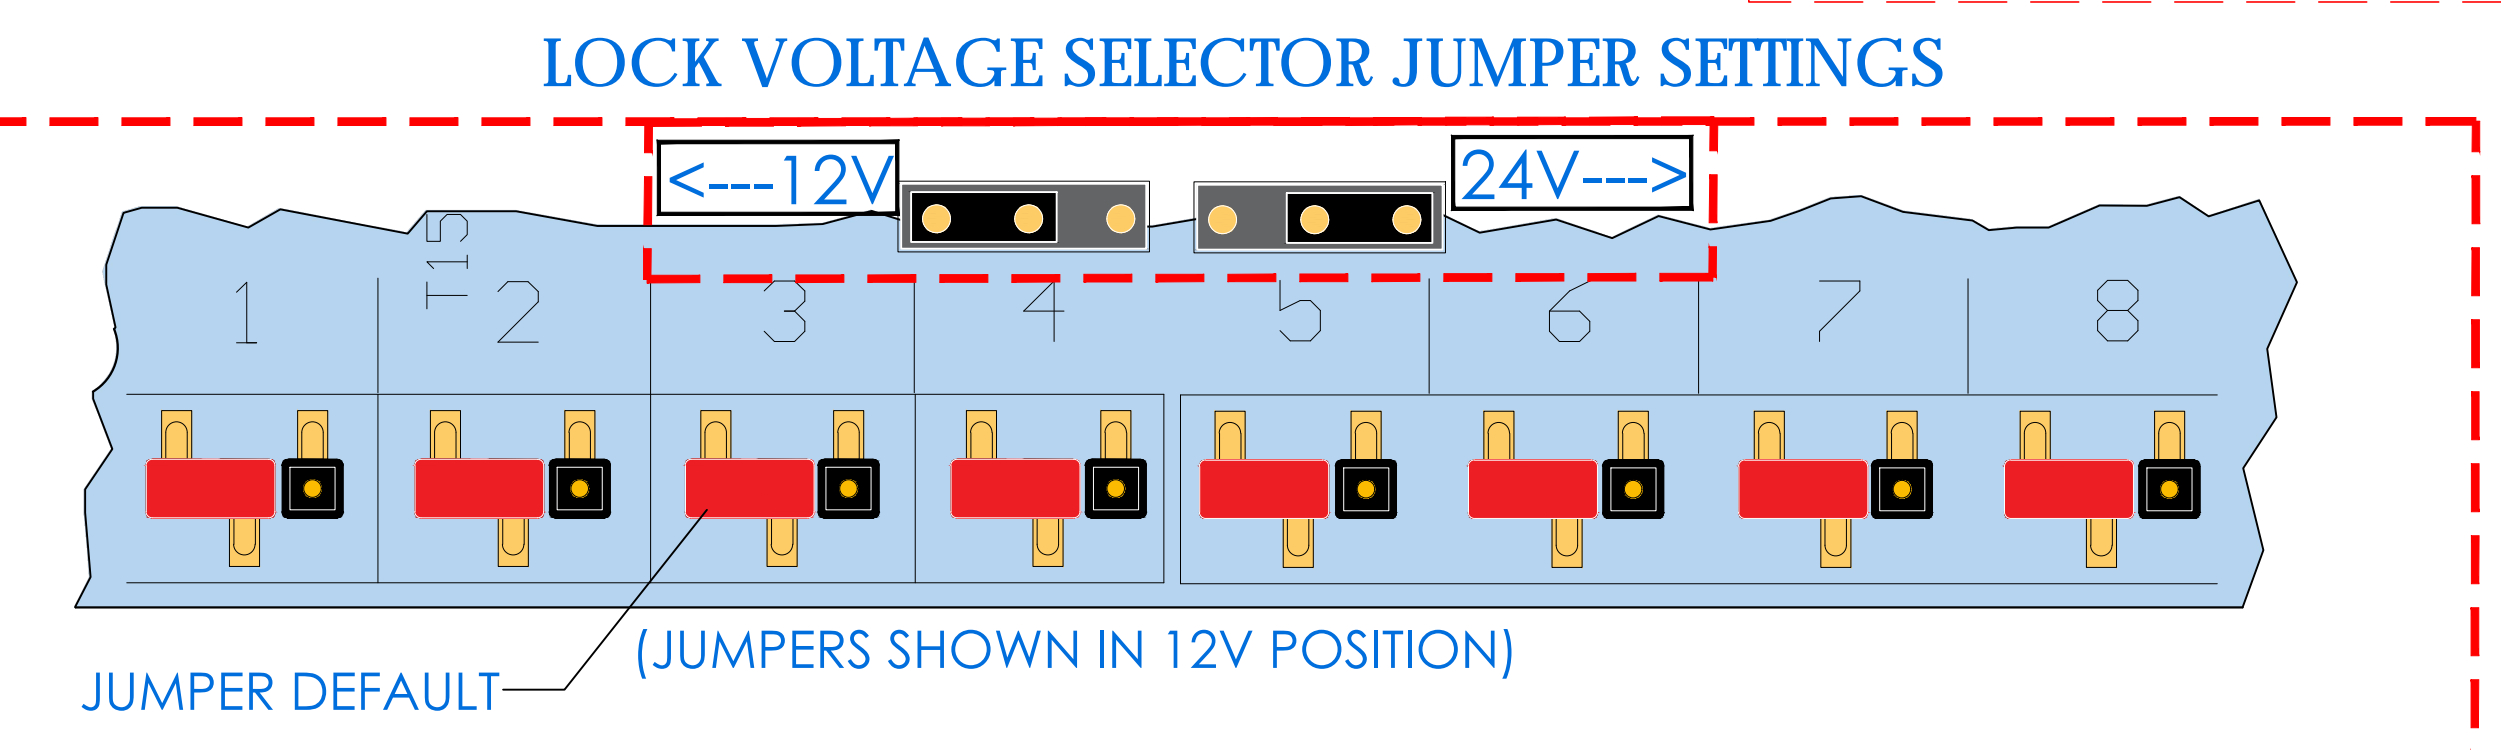 LOCK VOLTAGE SELECTOR JUMPER SETTINGS
<---12V
24V--->
T15
1 2 3 4 5 6 7 8
(JUMPERS SHOWN IN 12V POSITION)
JUMPER DEFAULT